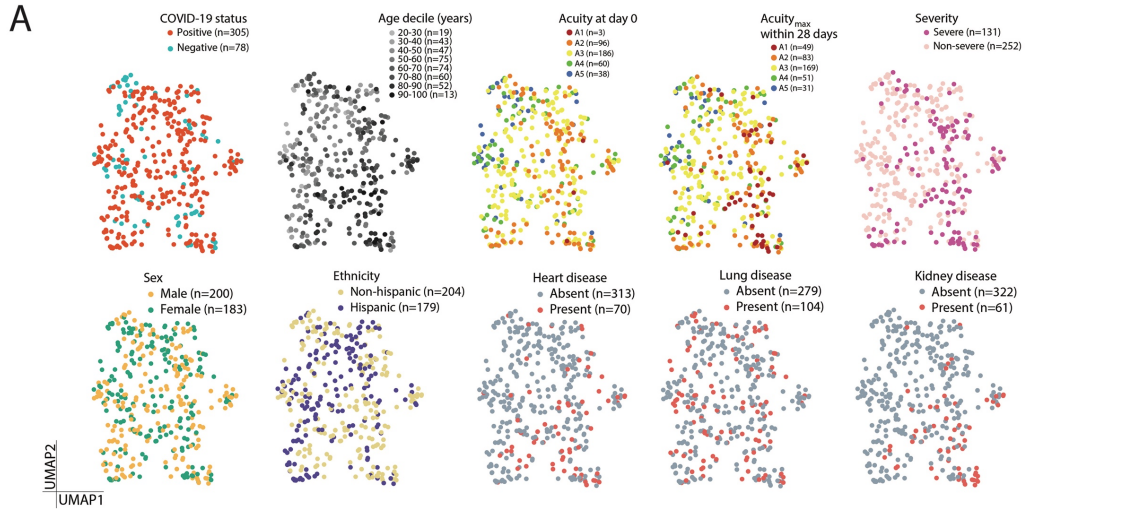 A
COVID-19 status
Positive (n=305)
Negative (n=78)
Age decile (years)
20-30 (n=19)
30-40 (n=43)
40-50 (n=47)
50-60 (n=75)
60-70 (n=74)
70-80 (n=60)
80-90 (n=52)
90-100 (n=13)
Acuity at day 0
A1 (n=3)
A2 (n=96)
A3 (n=186)
A4 (n=60)
A5 (n=38)
Acuity max
within 28 days
A1 (n=49)
A2 (n=83)
A3 (n=169)
A4 (n=51)
A5 (n=31)
Severity
Severe (n=131)
Non-severe (n=252)
Sex
Male (n=200)
Female (n=183)
Ethnicity
Non-hispanic (n=204)
Hispanic (n=179)
Heart disease
Absent (n=313)
Present (n=70)
Lung disease
Absent (n=279)
Present (n=104)
Kidney disease
Absent (n=322)
Present (n=61)
UMAP2
UMAP1